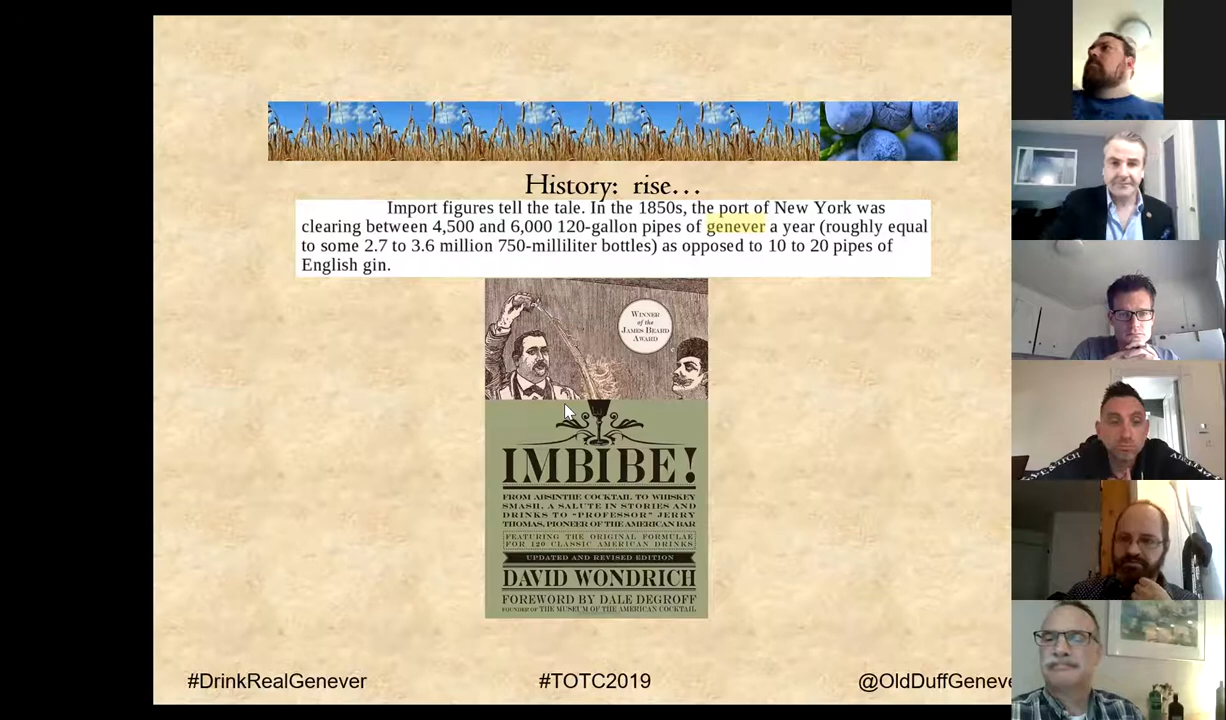 History: rise...
Import figures tell the tale. In the 1850s, the port of New York was
clearing between 4,500 and 6,000 120-gallon pipes of genever a year (roughly equal
to some 2.7 to 3.6 million 750-milliliter bottles) as opposed to 10 to 20 pipes of
English gin.
WINNER
of the
JAMES BEARD
AWARD
IMBIBE!
FROM ABSINTHE COCKTAIL TO WHISKEY
SMASH, A SALUTE IN STORIES AND
DRINKS TO "PROFESSOR" JERRY
THOMAS, PIONEER OF THE AMERICAN BAR
FEATURING THE ORIGINAL FORMULAE
FOR 120 CLASSIC AMERICAN DRINKS
UPDATED AND REVISED EDITION
DAVID WONDRICH
FOREWORD BY DALE DEGROFF
FOUNDER OF THE MUSEUM OF THE AMERICAN COCKTAIL
#DrinkRealGenever
#TOTC2019
@OldDuffGeneve